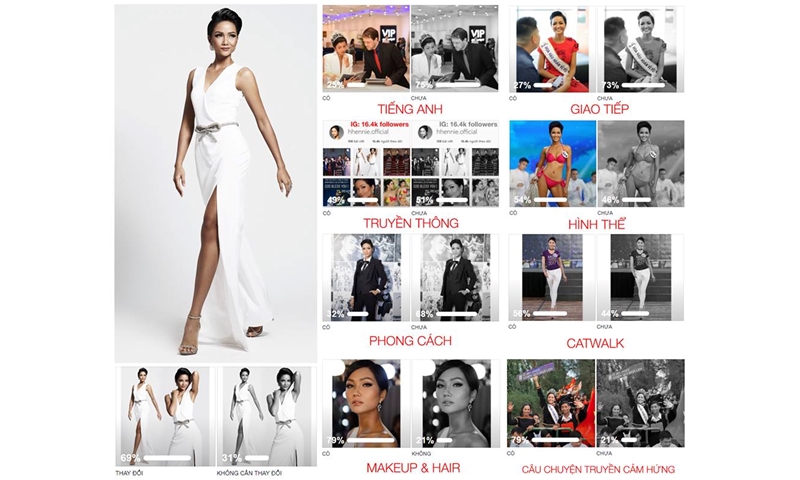 VIP
25%
75%
CÓ
CHƯA
TIẾNG ANH
27%
73%
CÓ
CHƯA
GIAO TIẾP
IG: 16.4k followers
IG: 16.4k followers
hhennie.official
hhennie.official
49%
51%
CÓ
CHƯA
TRUYỀN THÔNG
54%
46%
CÓ
CHƯA
HÌNH THỂ
32%
68%
CÓ
CHƯA
PHONG CÁCH
56%
44%
CÓ
CHƯA
CATWALK
69%
31%
THAY ĐỔI
KHÔNG CẦN THAY ĐỔI
79%
21%
CÓ
KHÔNG
MAKEUP & HAIR
79%
21%
CÓ
CHƯA
CÂU CHUYỆN TRUYỀN CẢM HỨNG